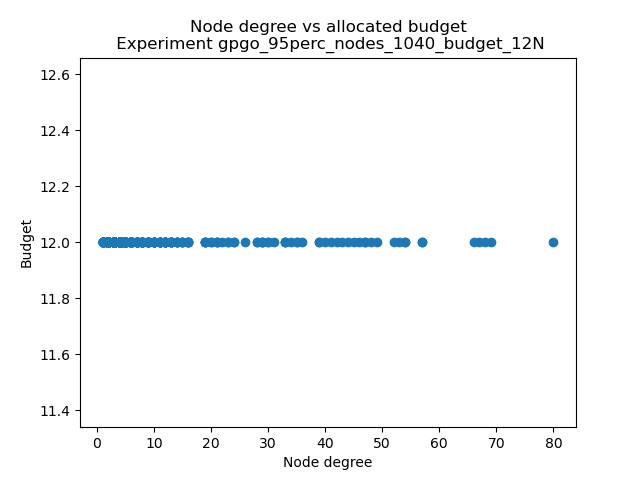 Node degree vs allocated budget
Experiment gpgo_95perc_nodes_1040_budget_12N
12.6
12.4
12.2
12.0
11.8
11.6
11.4
Budget
0 10 20 30 40 50 60 70 80
Node degree